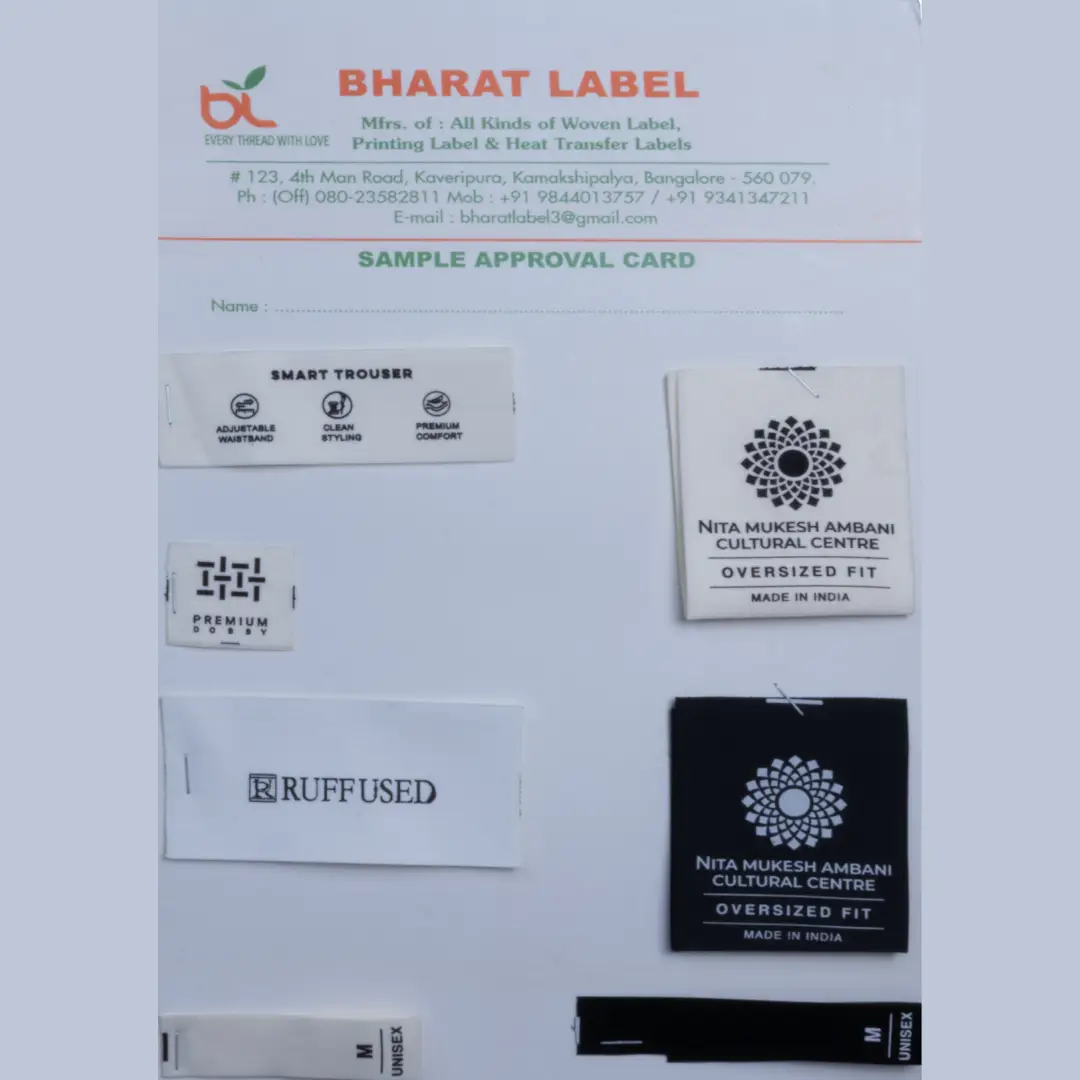 bL
EVERY THREAD WITH LOVE
BHARAT LABEL
Mfrs. of : All Kinds of Woven Label,
Printing Label & Heat Transfer Labels
# 123, 4th Man Road, Kaveripura, Kamakshipalya, Bangalore - 560 079.
Ph : (Off) 080-23582811 Mob : +91 9844013757 / +91 9341347211
E-mail : bharatlabel3@gmail.com
SAMPLE APPROVAL CARD
Name :
SMART TROUSER
ADJUSTABLE
WAISTBAND
CLEAN
STYLING
PREMIUM
COMFORT
NITA MUKESH AMBANI
CULTURAL CENTRE
OVERSIZED FIT
MADE IN INDIA
PREMIUM
DOBBY
R RUFFUSED
NITA MUKESH AMBANI
CULTURAL CENTRE
OVERSIZED FIT
MADE IN INDIA
M
UNISEX
M
UNISEX